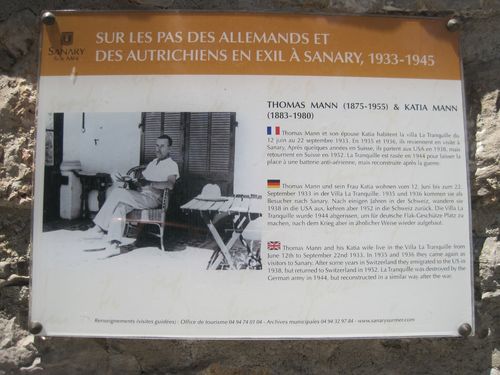 SUR LES PAS DES ALLEMANDS ET
DES AUTRICHIENS EN EXIL À SANARY, 1933-1945
SANARY
Sur Mer
THOMAS MANN (1875-1955) & KATIA MANN
(1883-1980)
Thomas Mann et son épouse Katia habitent la villa La Tranquille du
12 juin au 22 septembre 1933. En 1935 et 1936, ils reviennent en visite à
Sanary. Après quelques années en Suisse, ils partent aux USA en 1938, mais
retournent en Suisse en 1952. La Tranquille est rasée en 1944 pour laisser la
place à une batterie anti-aérienne, mais reconstruite après la guerre.
Thomas Mann und sein Frau Katia wohnen vom 12. Juni bis zum 22.
September 1933 in der Villa La Tranquille. 1935 und 1936 kommen sie als
Besucher nach Sanary. Nach einigen Jahren in der Schweiz, wandern sie
1938 in die USA aus, kehren aber 1952 in die Schweiz zurück. Die Villa La
Tranquille wurde 1944 abgerissen, um für deutsche Flak-Geschütze Platz zu
machen, nach dem Krieg aber in ähnlicher Weise wieder aufgebaut.
Thomas Mann and his Katia wife live in the Villa La Tranquille from
June 12th to September 22nd 1933. In 1935 and 1936 they came again as
visitors to Sanary. After some years in Switzerland they emigrated to the US in
1938, but returned to Switzerland in 1952. La Tranquille was destroyed by the
German army in 1944, but reconstructed in a similar way after the war.
Renseignements (visites guidées) : Office de tourisme 04 94 74 01 04 - Archives municipales 04 94 32 97 84 - www.sanarysurmer.com